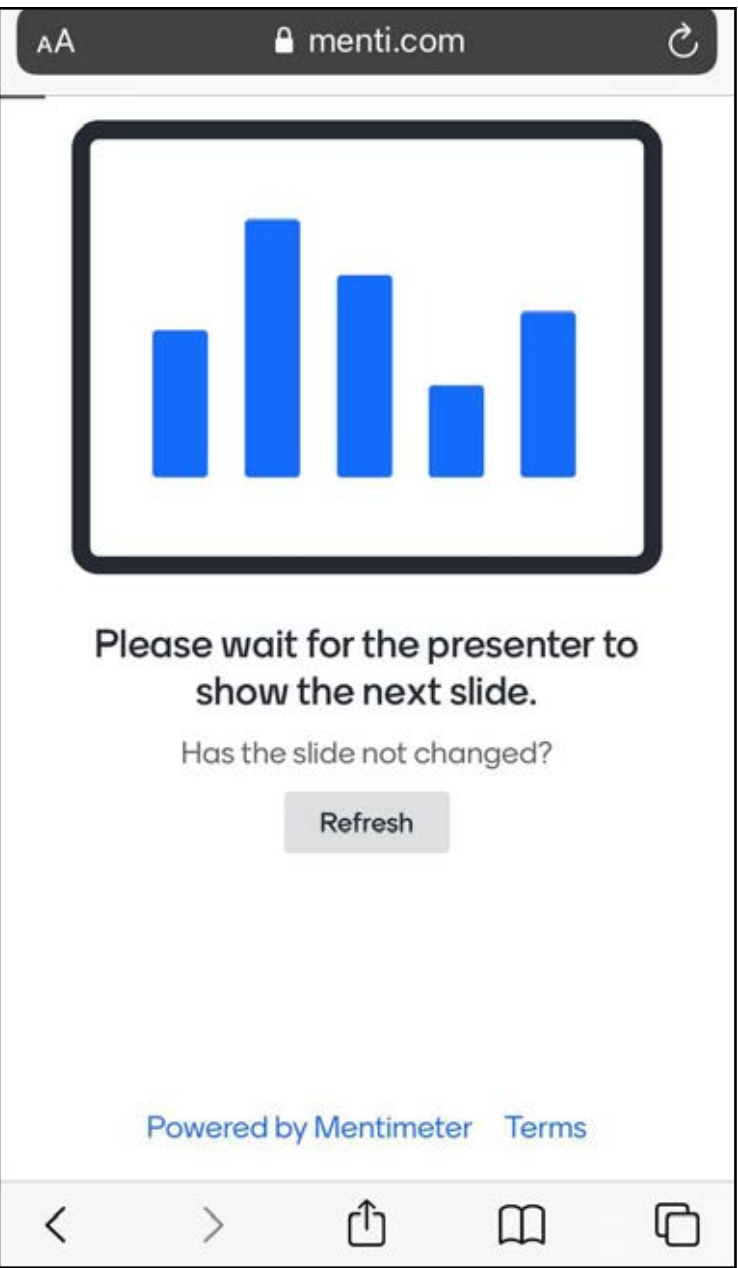 AA menti.com
Please wait for the presenter to
show the next slide.
Has the slide not changed?
Refresh
Powered by Mentimeter Terms